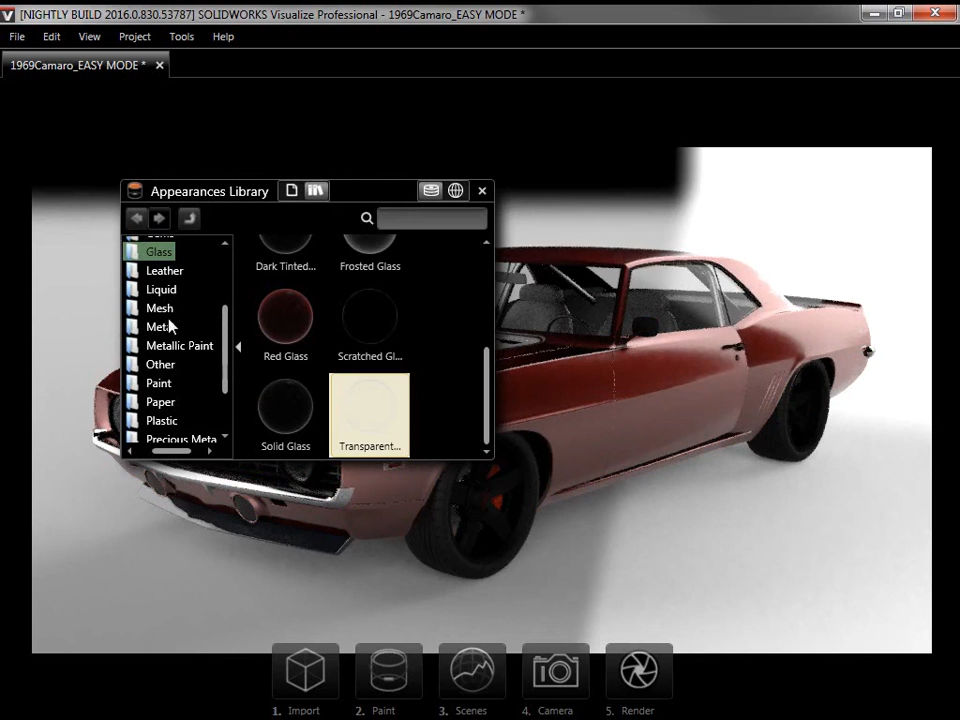 [NIGHTLY BUILD 2016.0.830.53787] SOLIDWORKS Visualize Professional - 1969Camaro_EASY MODE *
File Edit View Project Tools Help
1969Camaro_EASY MODE *
Appearances Library
Glass
Leather
Liquid
Mesh
Metallic Paint
Other
Paint
Paper
Plastic
Precious Meta
Dark Tinted... Frosted Glass
Red Glass Scratched Gl...
Solid Glass Transparent...
1. Import 2. Paint 3. Scenes 4. Camera 5. Render